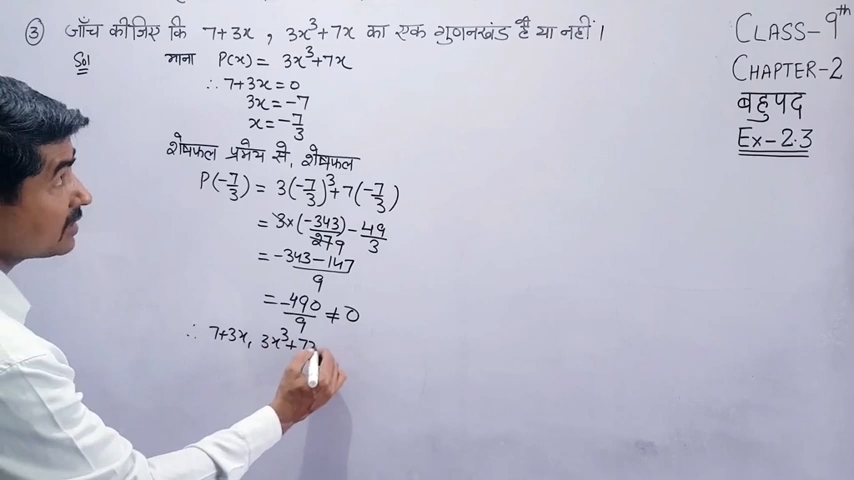 ③ जाँच कीजिए कि 7+3x , 3x³+7x का एक गुणनखंड है या नहीं।
Sol माना P(x) = 3x³+7x
∴ 7+3x = 0
3x = -7
x = -7/3
शेषफल प्रमेय से, शेषफल
P(-7/3) = 3(-7/3)³+7(-7/3)
= 3×(-343)/279 - 49/3
= -343-147/9
= -490/9 ≠ 0
∴ 7+3x, 3x³+7x
CLASS-9th
CHAPTER-2
बहुपद
Ex-2.3